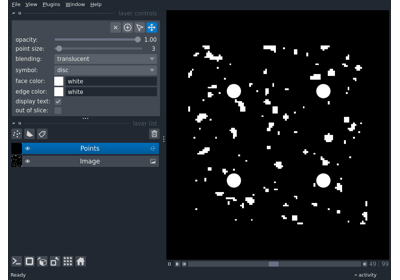 File View Plugins Window Help
layer controls
opacity: 1.00
point size: 3
blending: translucent
symbol: disc
face color: white
edge color: white
display text:
out of slice:
layer list
Points
Image
Ready
49 99
activity